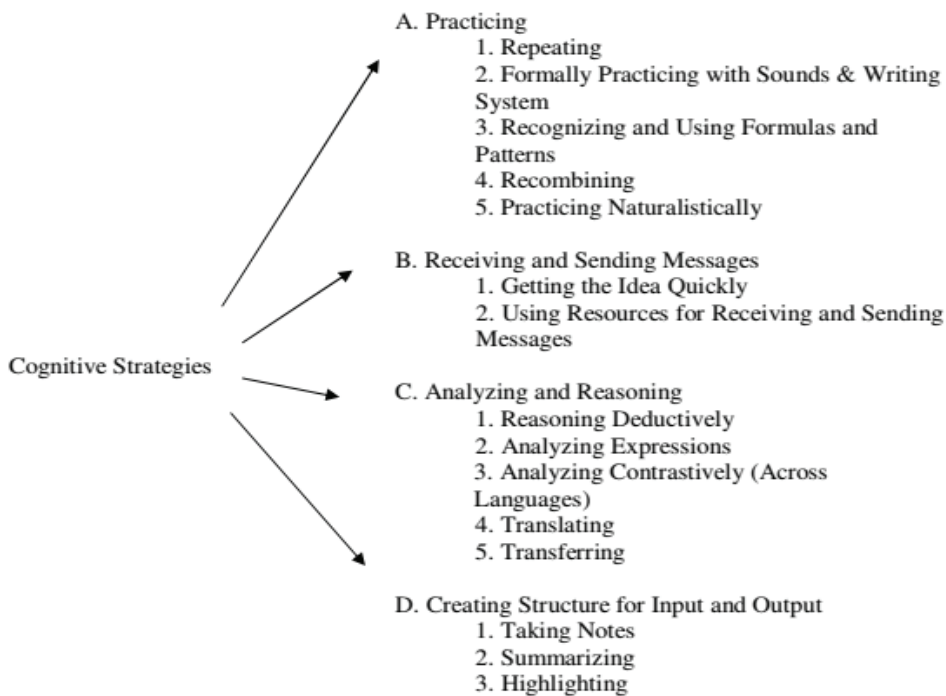 A. Practicing
1. Repeating
2. Formally Practicing with Sounds & Writing
System
3. Recognizing and Using Formulas and
Patterns
4. Recombining
5. Practicing Naturalistically
B. Receiving and Sending Messages
1. Getting the Idea Quickly
2. Using Resources for Receiving and Sending
Messages
Cognitive Strategies
C. Analyzing and Reasoning
1. Reasoning Deductively
2. Analyzing Expressions
3. Analyzing Contrastively (Across
Languages)
4. Translating
5. Transferring
D. Creating Structure for Input and Output
1. Taking Notes
2. Summarizing
3. Highlighting